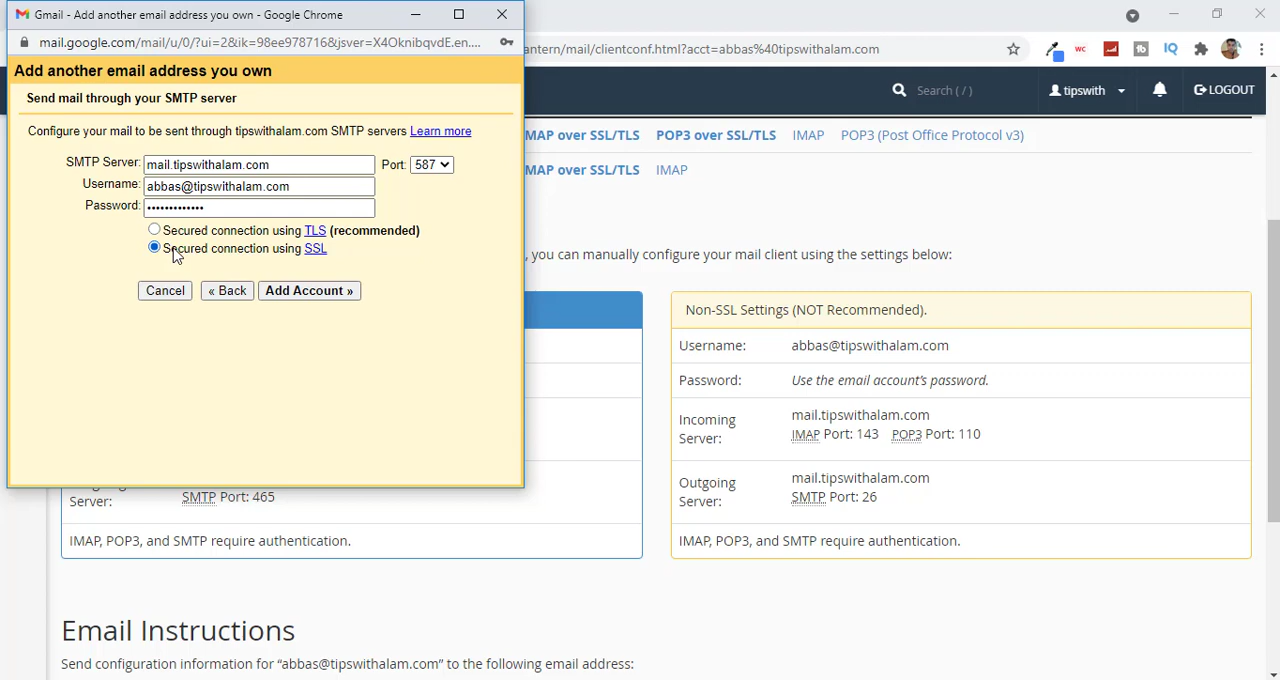 Gmail - Add another email address you own - Google Chrome
mail.google.com/mail/u/0/?ui=2&ik=98ee978716&jsver=X4OknibqvdE.en....
antern/mail/clientconf.html?acct=abbas%40tipswithalam.com
WC
IQ
Add another email address you own
Send mail through your SMTP server
Configure your mail to be sent through tipswithalam.com SMTP servers Learn more
SMTP Server: mail.tipswithalam.com Port: 587
Username: abbas@tipswithalam.com
Password: •••••••••••••
Secured connection using TLS (recommended)
Secured connection using SSL
Cancel « Back Add Account »
Search ( / ) tipswith LOGOUT
MAP over SSL/TLS POP3 over SSL/TLS IMAP POP3 (Post Office Protocol v3)
MAP over SSL/TLS IMAP
, you can manually configure your mail client using the settings below:
Server:
SMTP Port: 465
IMAP, POP3, and SMTP require authentication.
Non-SSL Settings (NOT Recommended).
Username: abbas@tipswithalam.com
Password: Use the email account’s password.
Incoming Server: mail.tipswithalam.com
IMAP Port: 143 POP3 Port: 110
Outgoing Server: mail.tipswithalam.com
SMTP Port: 26
IMAP, POP3, and SMTP require authentication.
Email Instructions
Send configuration information for “abbas@tipswithalam.com” to the following email address: